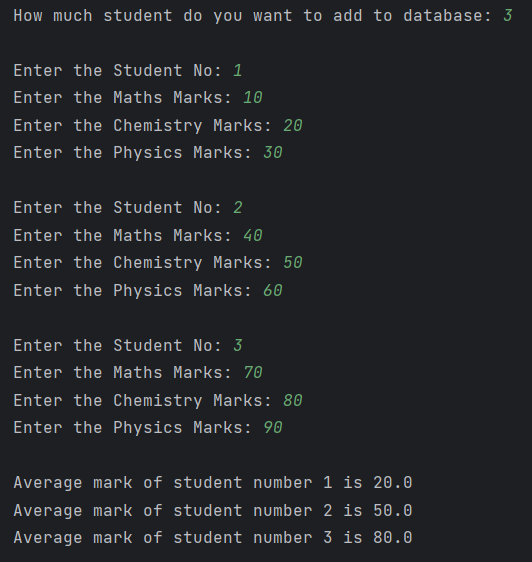 How much student do you want to add to database: 3
Enter the Student No: 1
Enter the Maths Marks: 10
Enter the Chemistry Marks: 20
Enter the Physics Marks: 30
Enter the Student No: 2
Enter the Maths Marks: 40
Enter the Chemistry Marks: 50
Enter the Physics Marks: 60
Enter the Student No: 3
Enter the Maths Marks: 70
Enter the Chemistry Marks: 80
Enter the Physics Marks: 90
Average mark of student number 1 is 20.0
Average mark of student number 2 is 50.0
Average mark of student number 3 is 80.0